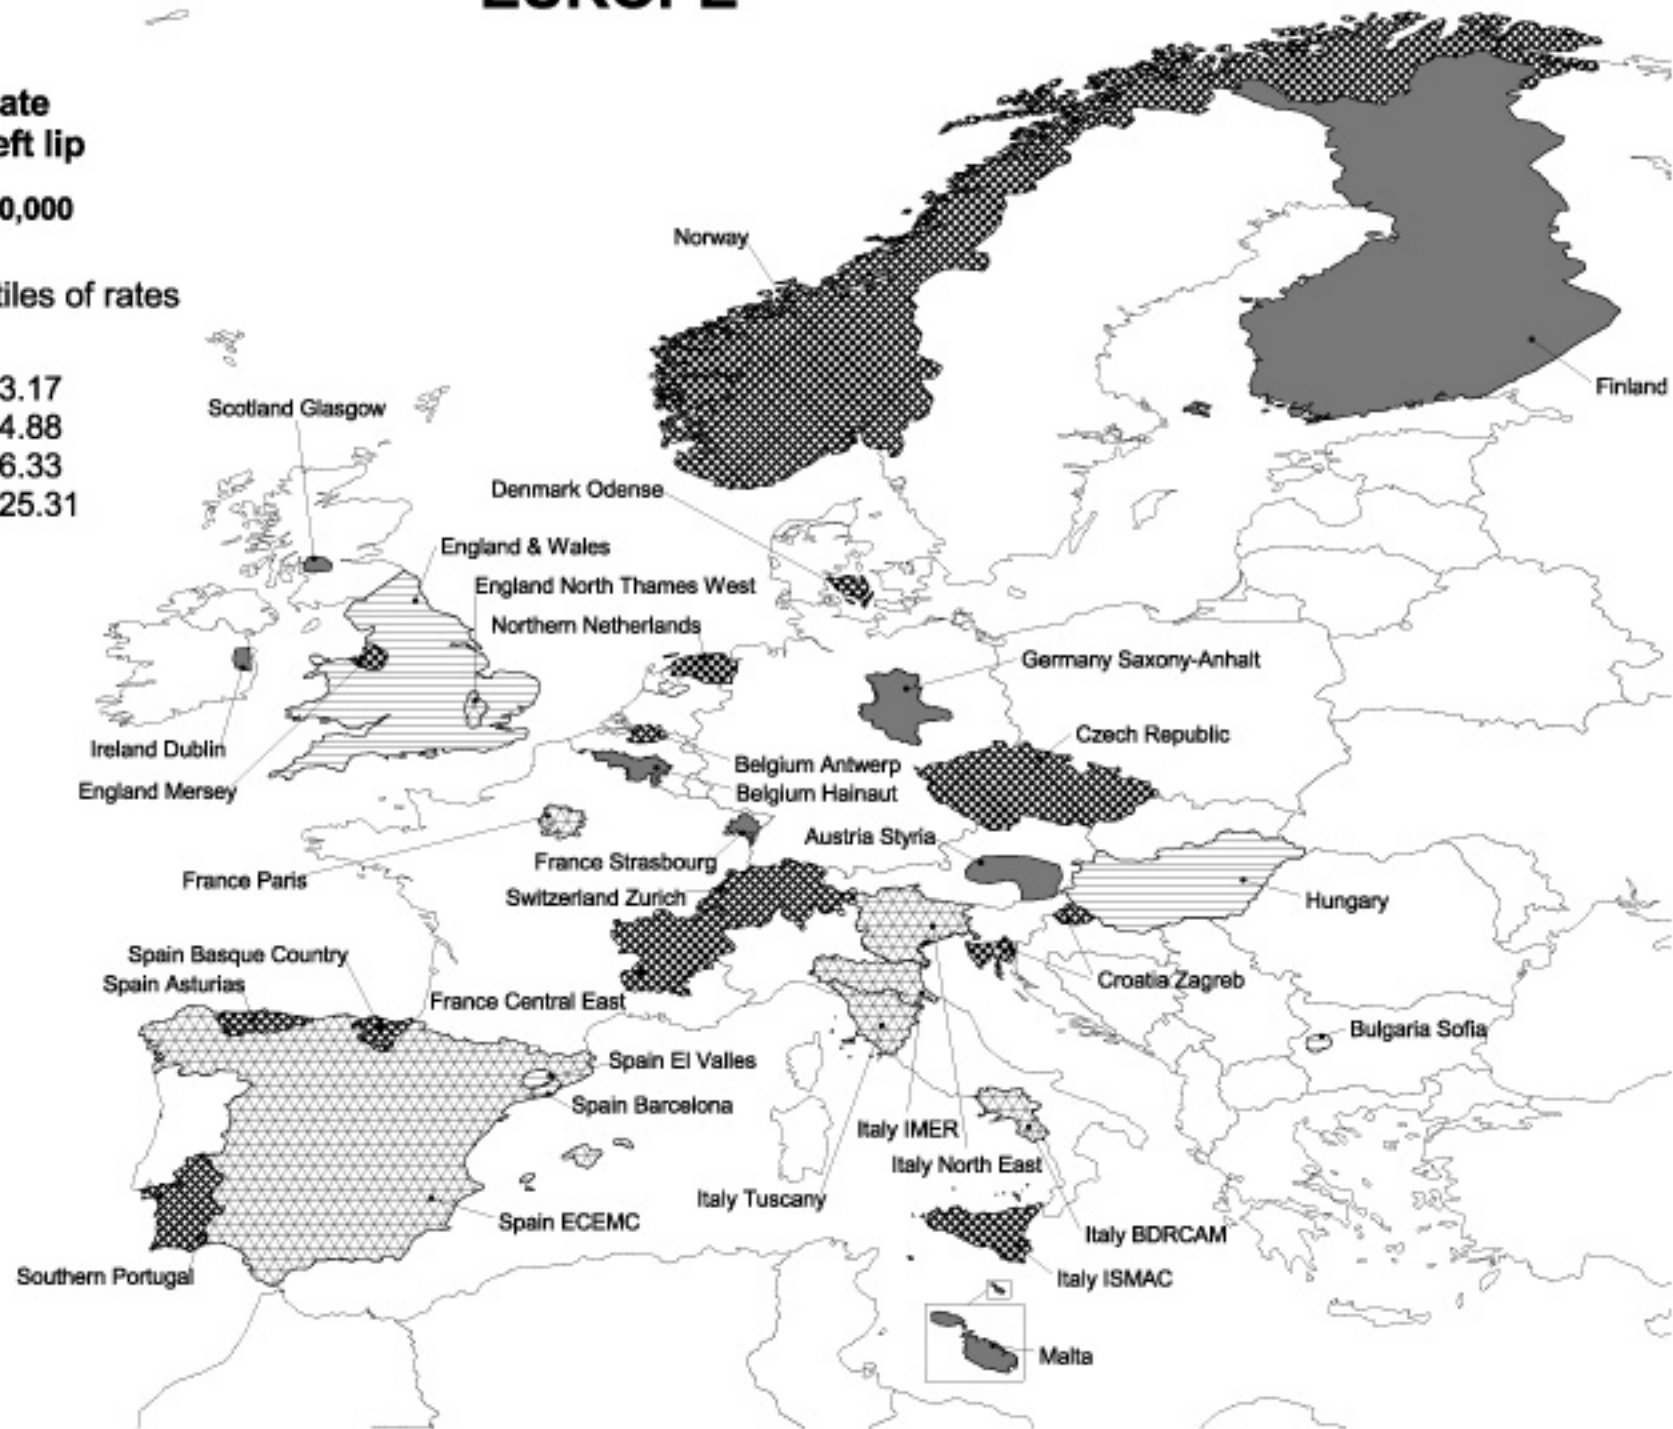 EUROPE
ate
eft lip
0,000
tiles of rates
3.17
4.88
6.33
25.31
Norway
Finland
Scotland Glasgow
Denmark Odense
England & Wales
England North Thames West
Northern Netherlands
Germany Saxony-Anhalt
Czech Republic
Ireland Dublin
Belgium Antwerp
England Mersey
Belgium Hainaut
Austria Styria
France Strasbourg
France Paris
Switzerland Zurich
Hungary
Spain Basque Country
Spain Asturias
Croatia Zagreb
France Central East
Bulgaria Sofia
Spain El Valles
Spain Barcelona
Italy IMER
Italy North East
Italy Tuscany
Spain ECEMC
Italy BDRCAM
Southern Portugal
Italy ISMAC
Malta